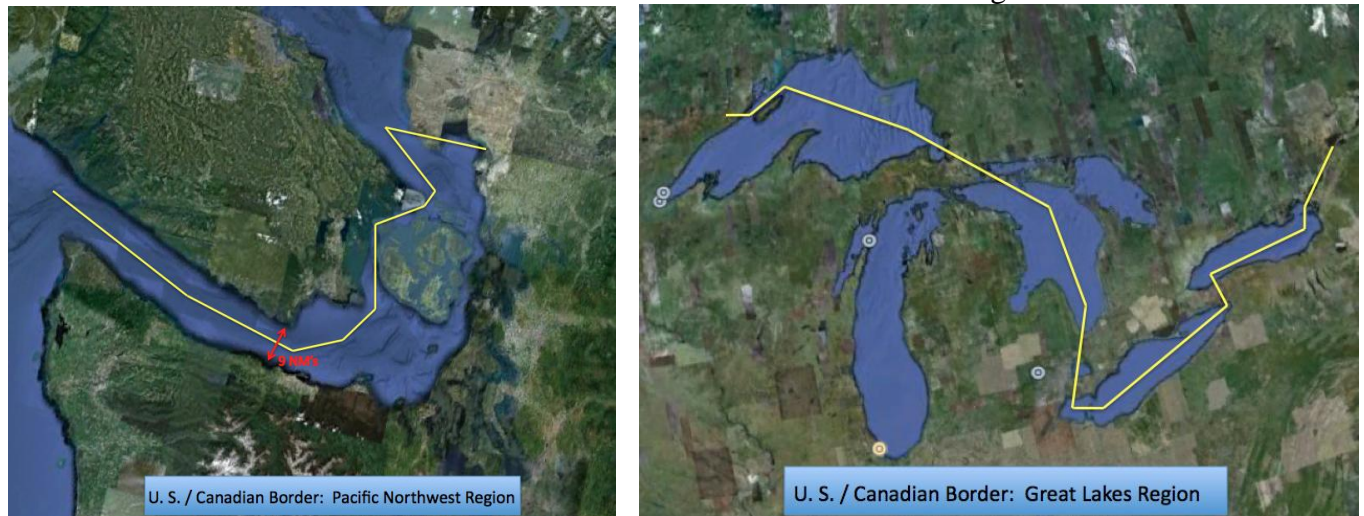 9 NM's
U. S. / Canadian Border: Pacific Northwest Region
U. S. / Canadian Border: Great Lakes Region